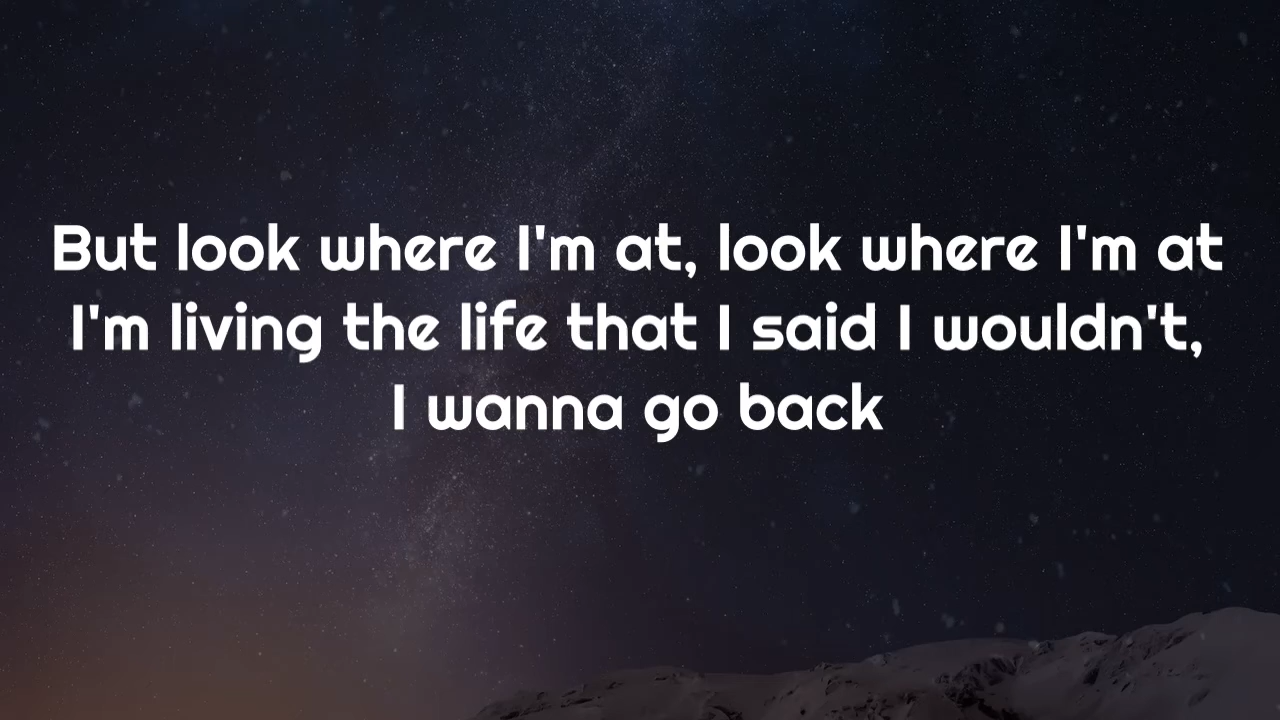 But look where I'm at, look where I'm at
I'm living the life that I said I wouldn't,
I wanna go back